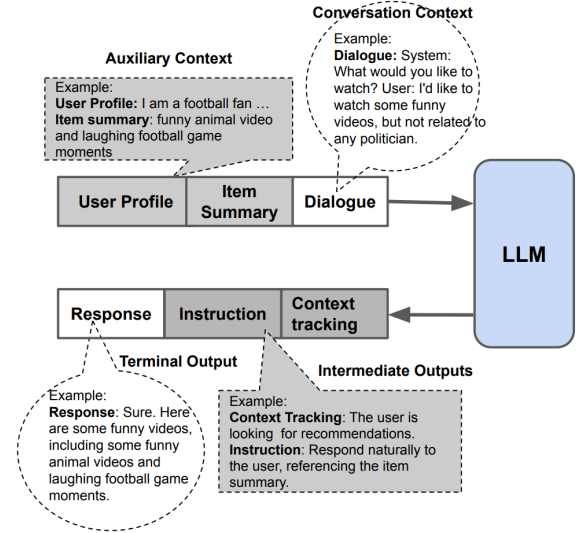 Conversation Context
Example:
Dialogue: System:
What would you like to
watch? User: I'd like to
watch some funny
videos, but not related to
any politician.
Auxiliary Context
Example:
User Profile: I am a football fan ...
Item summary: funny animal video
and laughing football game
moments
User Profile
Item
Summary
Dialogue
LLM
Response
Instruction
Context
tracking
Terminal Output
Example:
Response: Sure. Here
are some funny videos,
including some funny
animal videos and
laughing football game
moments.
Intermediate Outputs
Example:
Context Tracking: The user is
looking for recommendations.
Instruction: Respond naturally to
the user, referencing the item
summary.